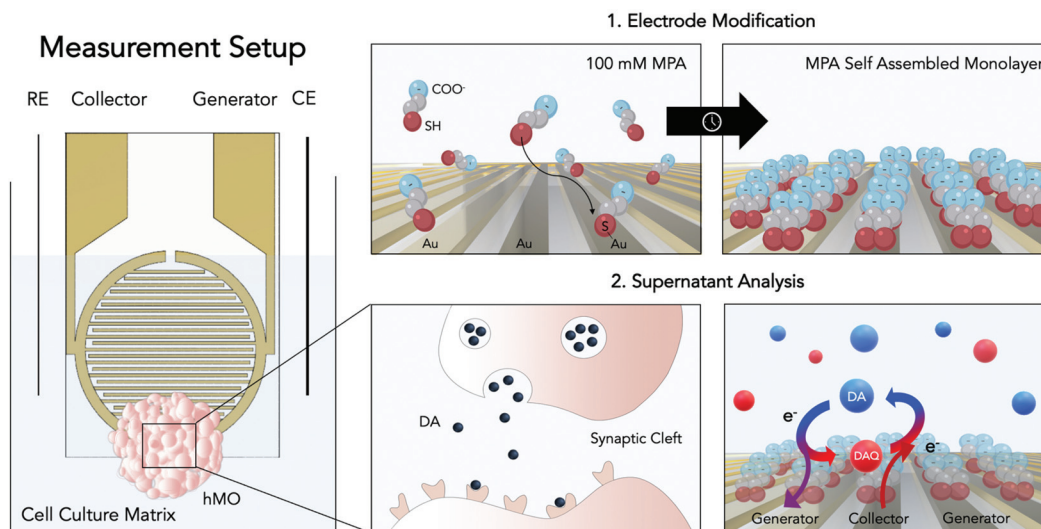 Measurement Setup
RE Collector Generator CE
hMO
Cell Culture Matrix
1. Electrode Modification
100 mM MPA
COO-
SH
S
Au Au Au
MPA Self Assembled Monolayer
2. Supernatant Analysis
DA
Synaptic Cleft
DA
e-
DAQ
e-
Generator Collector Generator